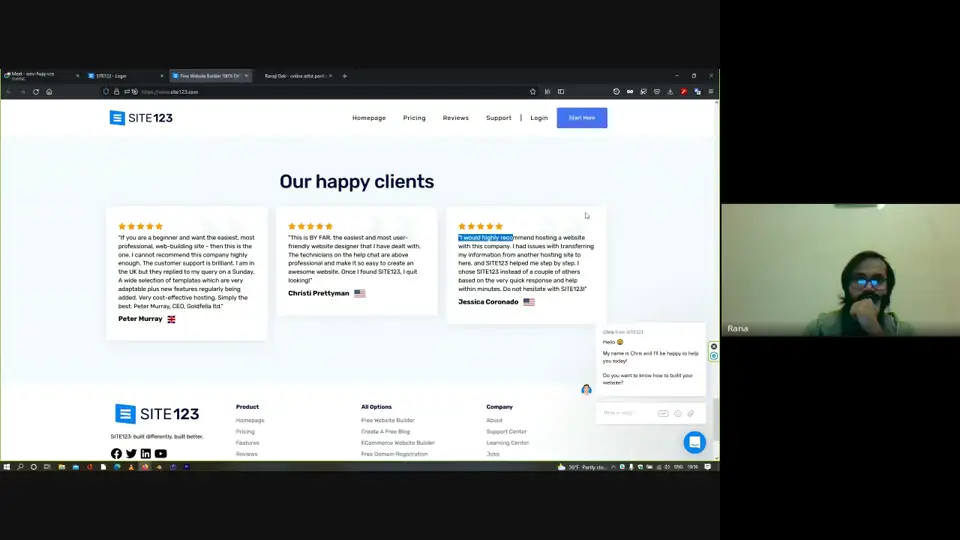 SITE123 - Login
Free Website Builder 100% On
https://www.site123.com
SITE123
Homepage
Pricing
Reviews
Support
Login
Start Here
Our happy clients
"If you are a beginner and want the easiest, most
professional, web-building site - then this is the
one. I cannot recommend this company highly
enough. The customer support is brilliant. I am in
the UK but they replied to my query on a Sunday.
A wide selection of templates which are very
adaptable plus new features regularly being
added. Very cost-effective hosting. Simply the
best. Peter Murray, CEO, Goldfella ltd."
Peter Murray
"This is BY FAR, the easiest and most user-
friendly website designer that I have dealt with.
The technicians on the help chat are above
professional and make it so easy to create an
awesome website. Once I found SITE123, I quit
looking!"
Christi Prettyman
"I would highly recommend hosting a website
with this company. I had issues with transferring
my information from another hosting site to
here, and SITE123 helped me step by step. I
chose SITE123 instead of a couple of others
based on the very quick response and help
within minutes. Do not hesitate with SITE123!"
Jessica Coronado
Chris from SITE123
Hello
My name is Chris and I'll be happy to help
you today!
Do you want to know how to build your
website?
SITE123
SITE123: built differently, built better.
Product
Homepage
Pricing
Features
Reviews
All Options
Free Website Builder
Create A Free Blog
ECommerce Website Builder
Free Domain Registration
Company
About
Support Center
Learning Center
Jobs
Rana